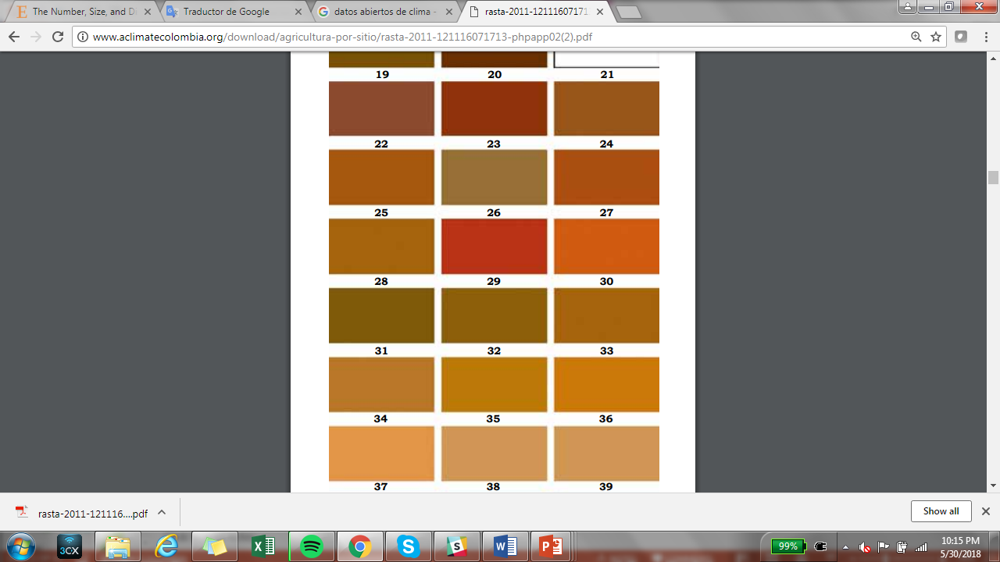 The Number, Size, and D
Traductor de Google
datos abiertos de clima -
rasta-2011-121116071713
www.aclimatecolombia.org/download/agricultura-por-sitio/rasta-2011-121116071713-phpapp02(2).pdf
19 20 21
22 23 24
25 26 27
28 29 30
31 32 33
34 35 36
37 38 39
rasta-2011-121116....pdf
Show all
3CX
99%
10:15 PM
5/30/2018